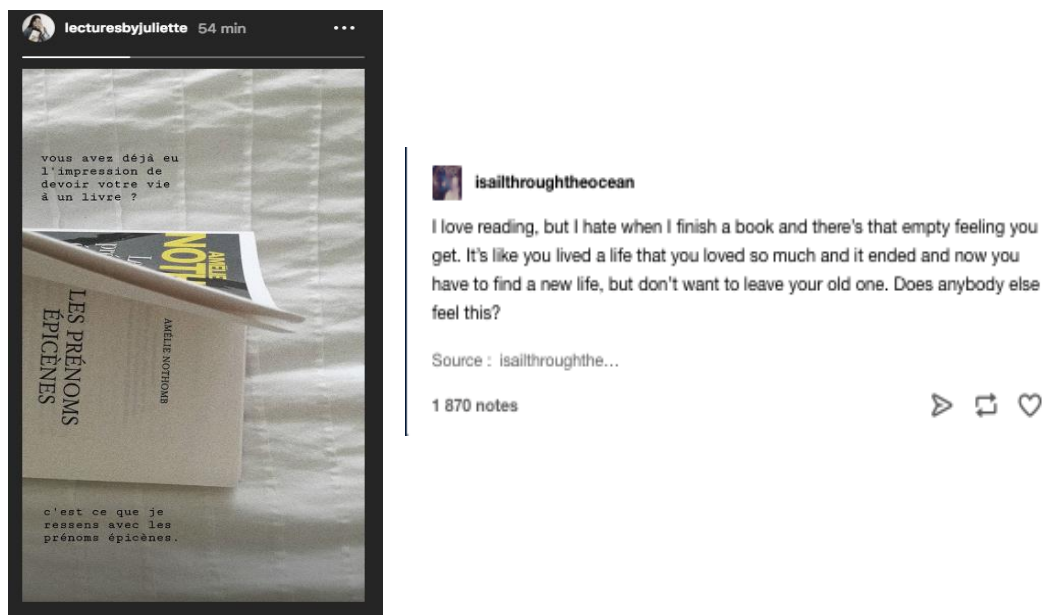 lecturesbyjuliette 54 min
vous avez déjà eu
l'impression de
devoir votre vie
à un livre ?
AMÉLIE
NOTH
LES PRÉNOMS
ÉPICÈNES
AMÉLIE NOTHOMB
c'est ce que je
ressens avec les
prénoms épicènes.
isailthroughtheocean
I love reading, but I hate when I finish a book and there's that empty feeling you
get. It's like you lived a life that you loved so much and it ended and now you
have to find a new life, but don't want to leave your old one. Does anybody else
feel this?
Source : isailthroughthe...
1 870 notes